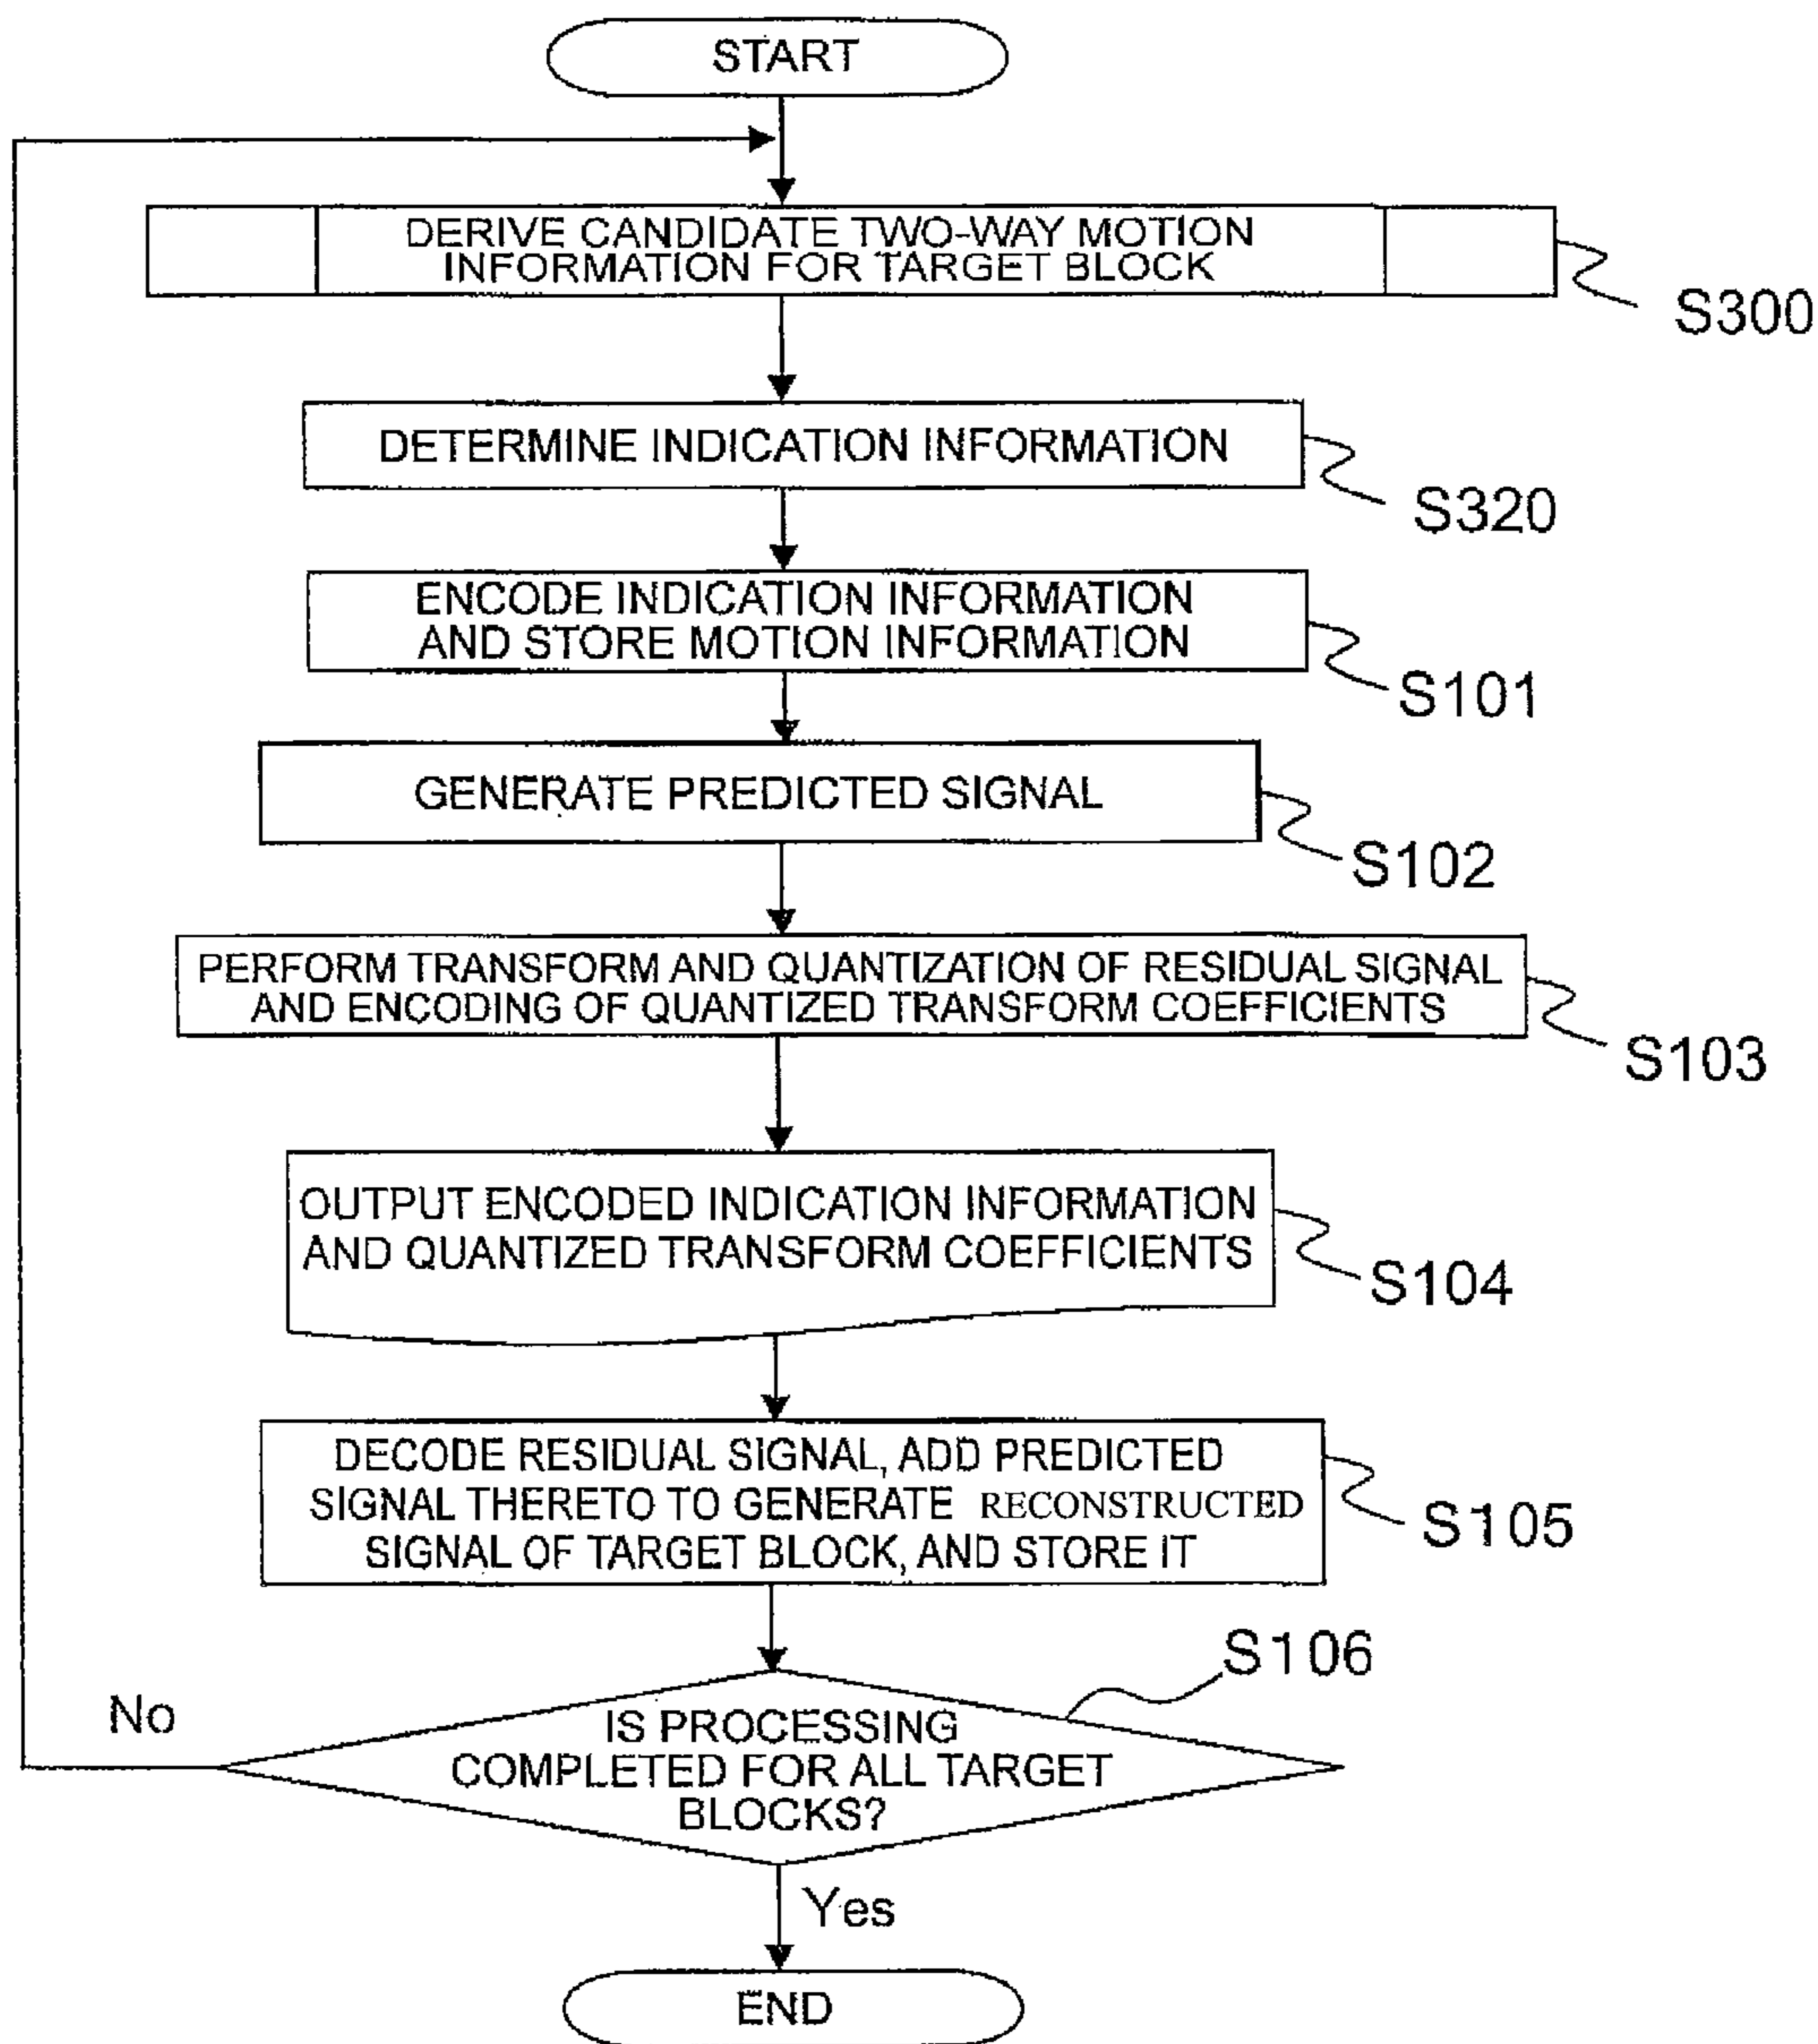 START
DERIVE CANDIDATE TWO-WAY MOTION
INFORMATION FOR TARGET BLOCK
S300
DETERMINE INDICATION INFORMATION
S320
ENCODE INDICATION INFORMATION
AND STORE MOTION INFORMATION
S101
GENERATE PREDICTED SIGNAL
S102
PERFORM TRANSFORM AND QUANTIZATION OF RESIDUAL SIGNAL
AND ENCODING OF QUANTIZED TRANSFORM COEFFICIENTS
S103
OUTPUT ENCODED INDICATION INFORMATION
AND QUANTIZED TRANSFORM COEFFICIENTS
S104
DECODE RESIDUAL SIGNAL, ADD PREDICTED
SIGNAL THERETO TO GENERATE RECONSTRUCTED
SIGNAL OF TARGET BLOCK, AND STORE IT
S105
S106
No
IS PROCESSING
COMPLETED FOR ALL TARGET
BLOCKS?
Yes
END